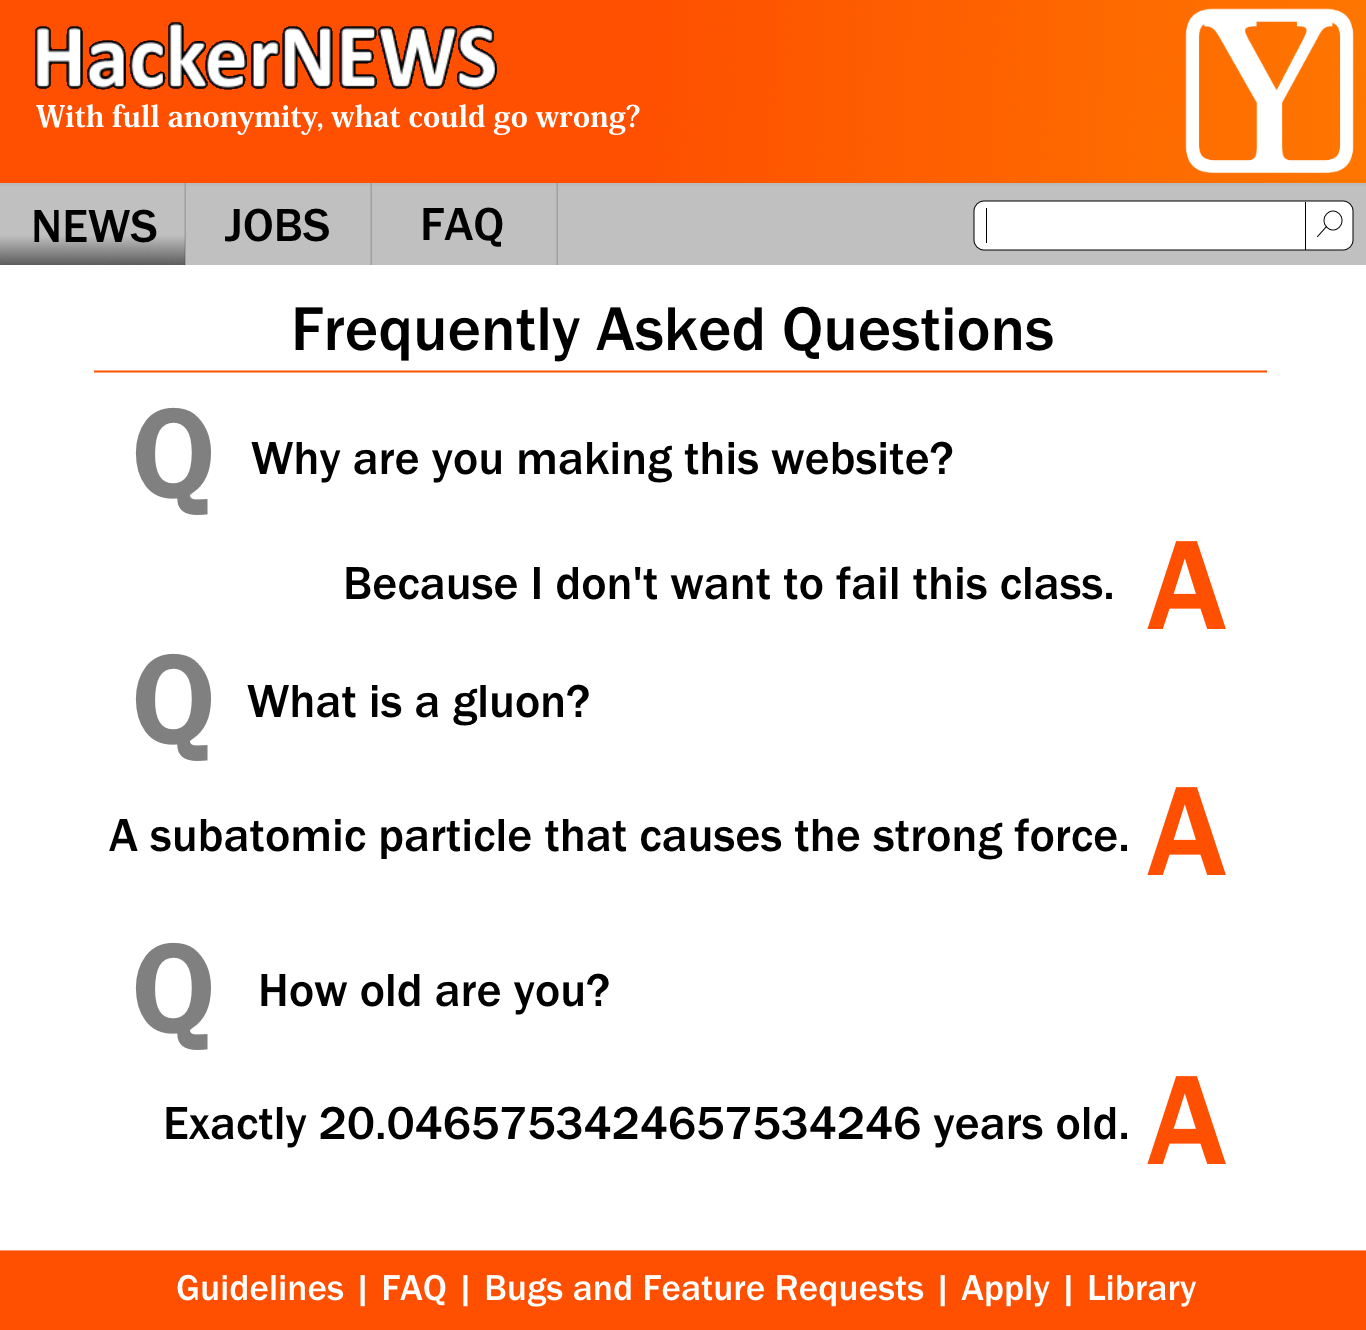 HackerNEWS
With full anonymity, what could go wrong?
Y
NEWS JOBS FAQ
Frequently Asked Questions
Q Why are you making this website?
Because I don't want to fail this class. A
Q What is a gluon?
A subatomic particle that causes the strong force. A
Q How old are you?
Exactly 20.0465753424657534246 years old. A
Guidelines | FAQ | Bugs and Feature Requests | Apply | Library